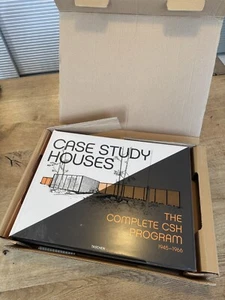 CASE STUDY
HOUSES
THE
COMPLETE CSH
PROGRAM
1945–1966